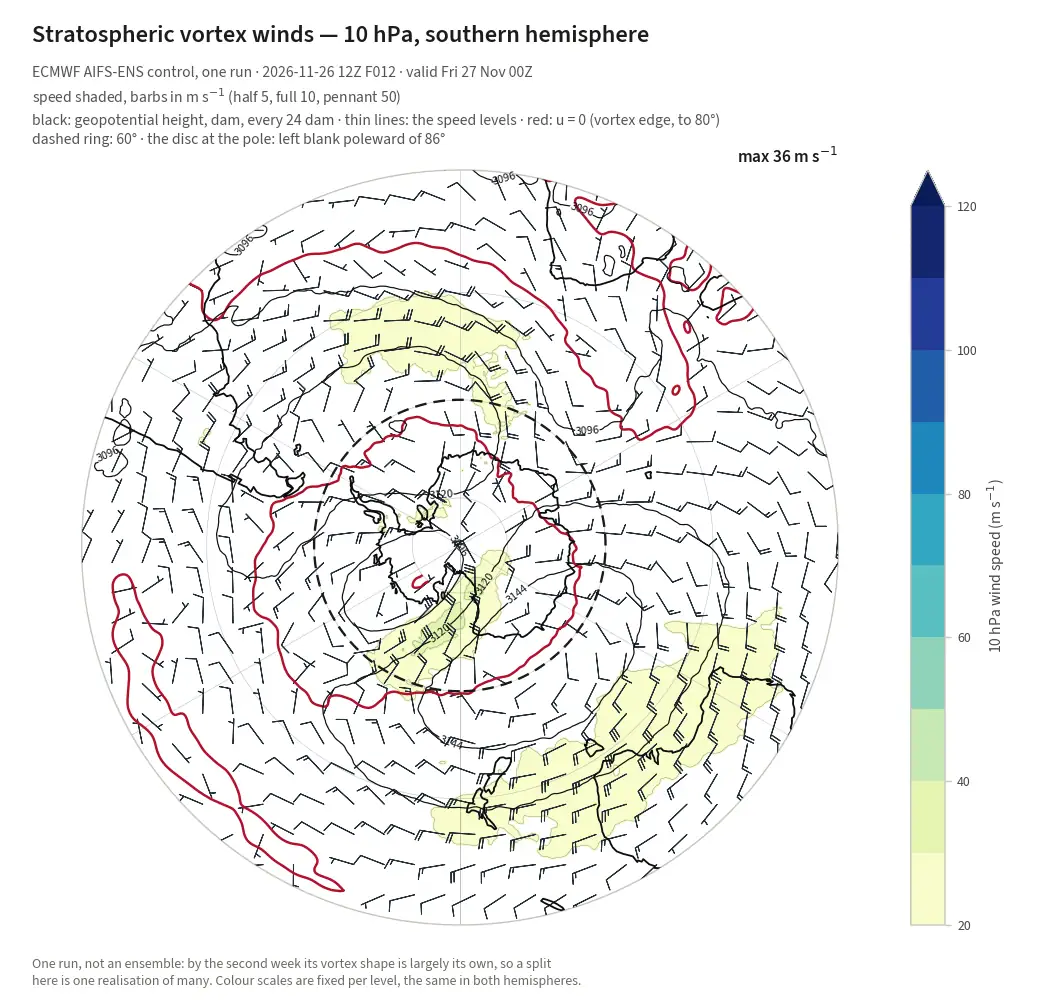 Stratospheric vortex winds — 10 hPa, southern hemisphere
ECMWF AIFS-ENS control, one run · 2026-11-26 12Z F012 · valid Fri 27 Nov 00Z
speed shaded, barbs in m s⁻¹ (half 5, full 10, pennant 50)
black: geopotential height, dam, every 24 dam · thin lines: the speed levels · red: u = 0 (vortex edge, to 80°)
dashed ring: 60° · the disc at the pole: left blank poleward of 86°
max 36 m s⁻¹
3096
3096
3096
3096
3096
3120
3120
3144
3120
3144
120
100
80
60
40
20
10 hPa wind speed (m s⁻¹)
One run, not an ensemble: by the second week its vortex shape is largely its own, so a split
here is one realisation of many. Colour scales are fixed per level, the same in both hemispheres.